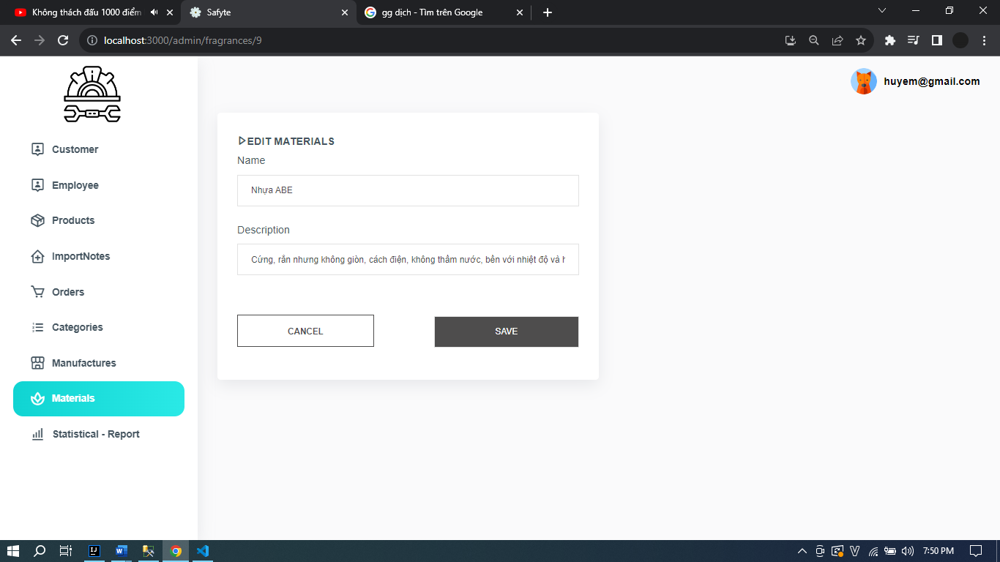 Không thách đấu 1000 điểm
Safyte
gg dịch - Tìm trên Google
localhost:3000/admin/fragrances/9
huyem@gmail.com
Customer
Employee
Products
ImportNotes
Orders
Categories
Manufactures
Materials
Statistical - Report
EDIT MATERIALS
Name
Nhựa ABE
Description
Cứng, rắn nhưng không giòn, cách điện, không thấm nước, bền với nhiệt độ và h
CANCEL
SAVE
7:50 PM